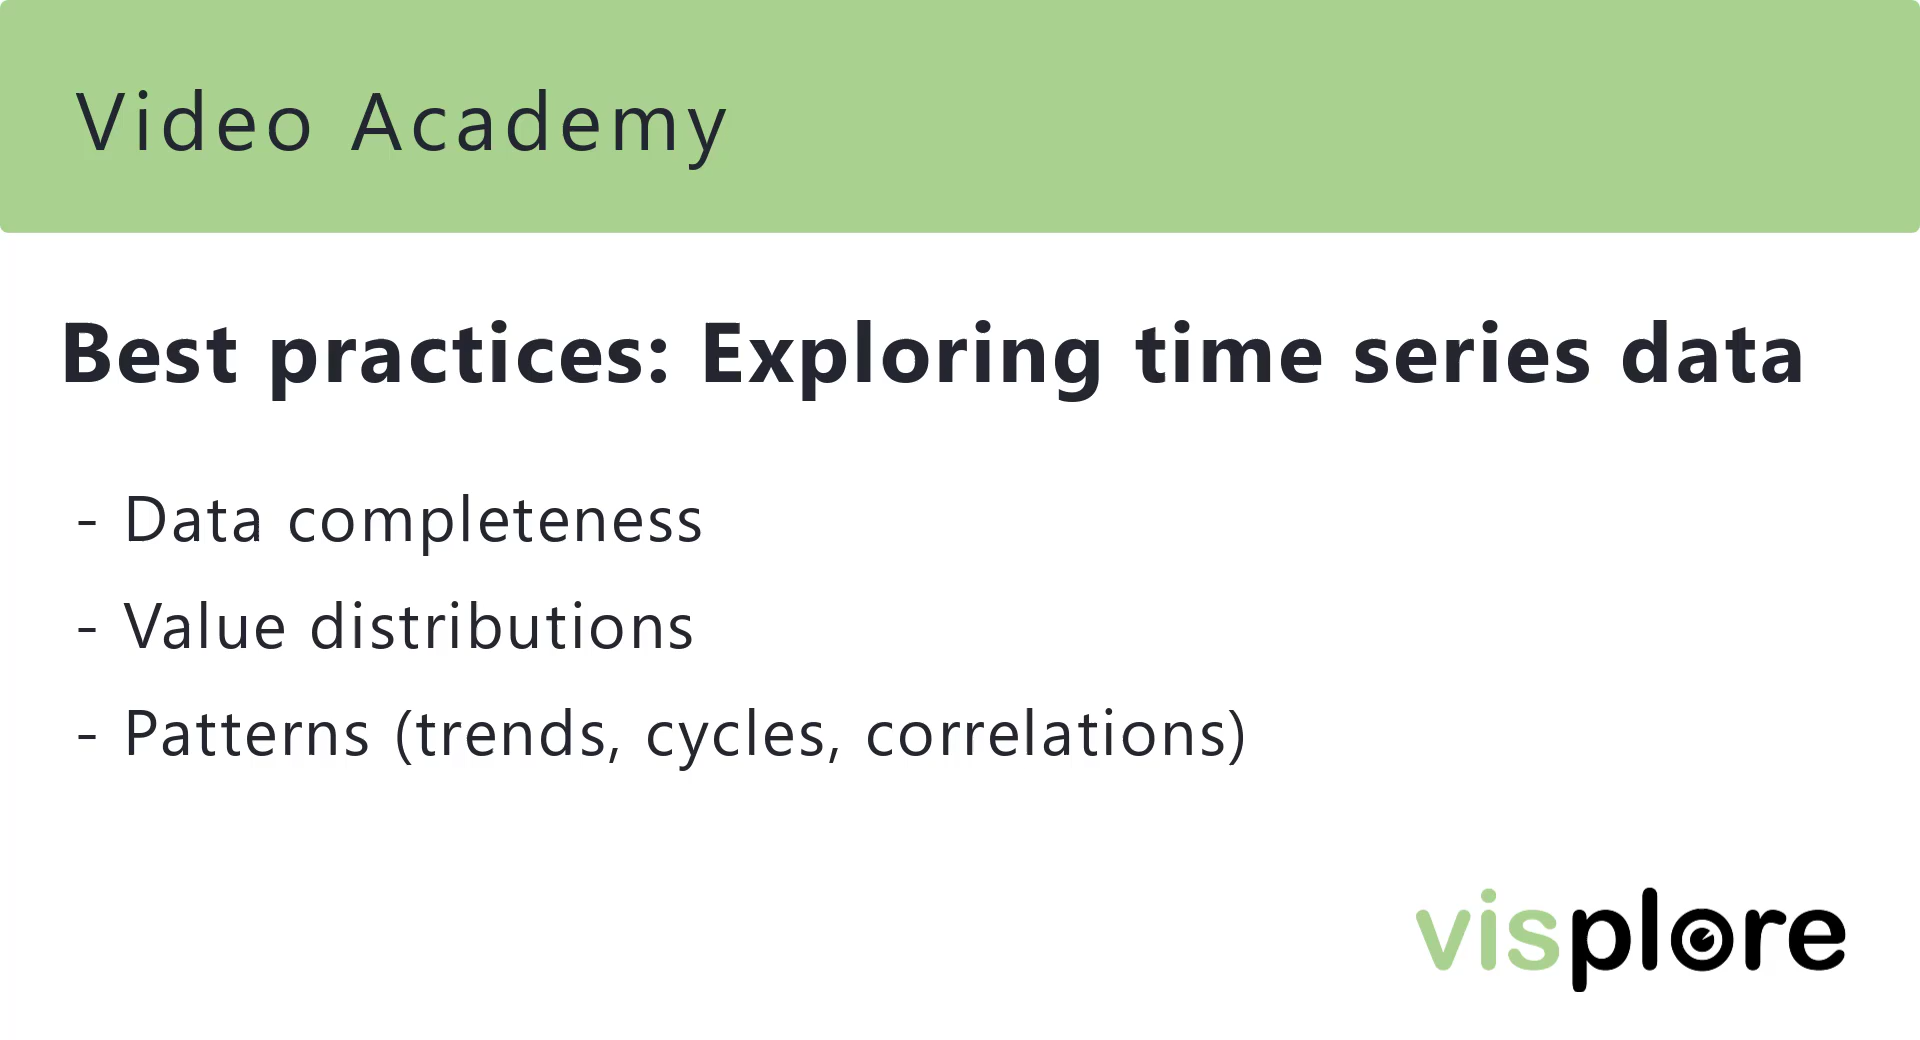 Video Academy
Best practices: Exploring time series data
- Data completeness
- Value distributions
- Patterns (trends, cycles, correlations)
visplore